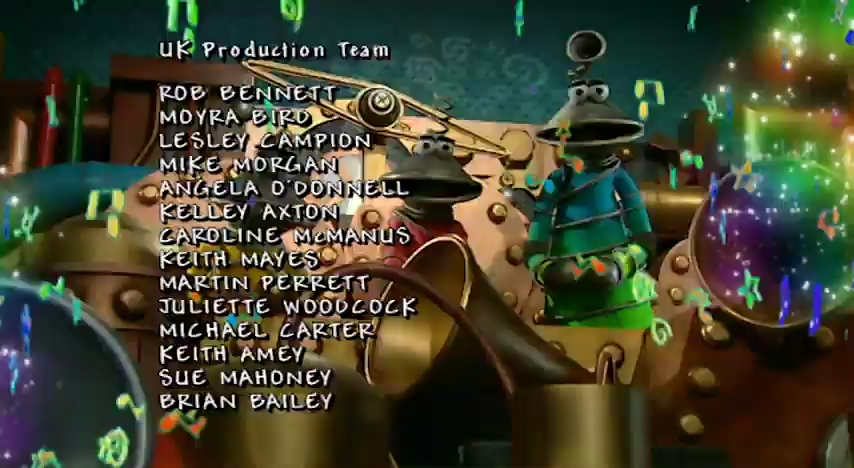 UK Production Team
ROB BENNETT
MOYRA BIRD
LESLEY CAMPION
MIKE MORGAN
ANGELA O'DONNELL
KELLEY AXTON
CAROLINE McMANUS
KEITH MAYES
MARTIN PERRETT
JULIETTE WOODCOCK
MICHAEL CARTER
KEITH AMEY
SUE MAHONEY
BRIAN BAILEY